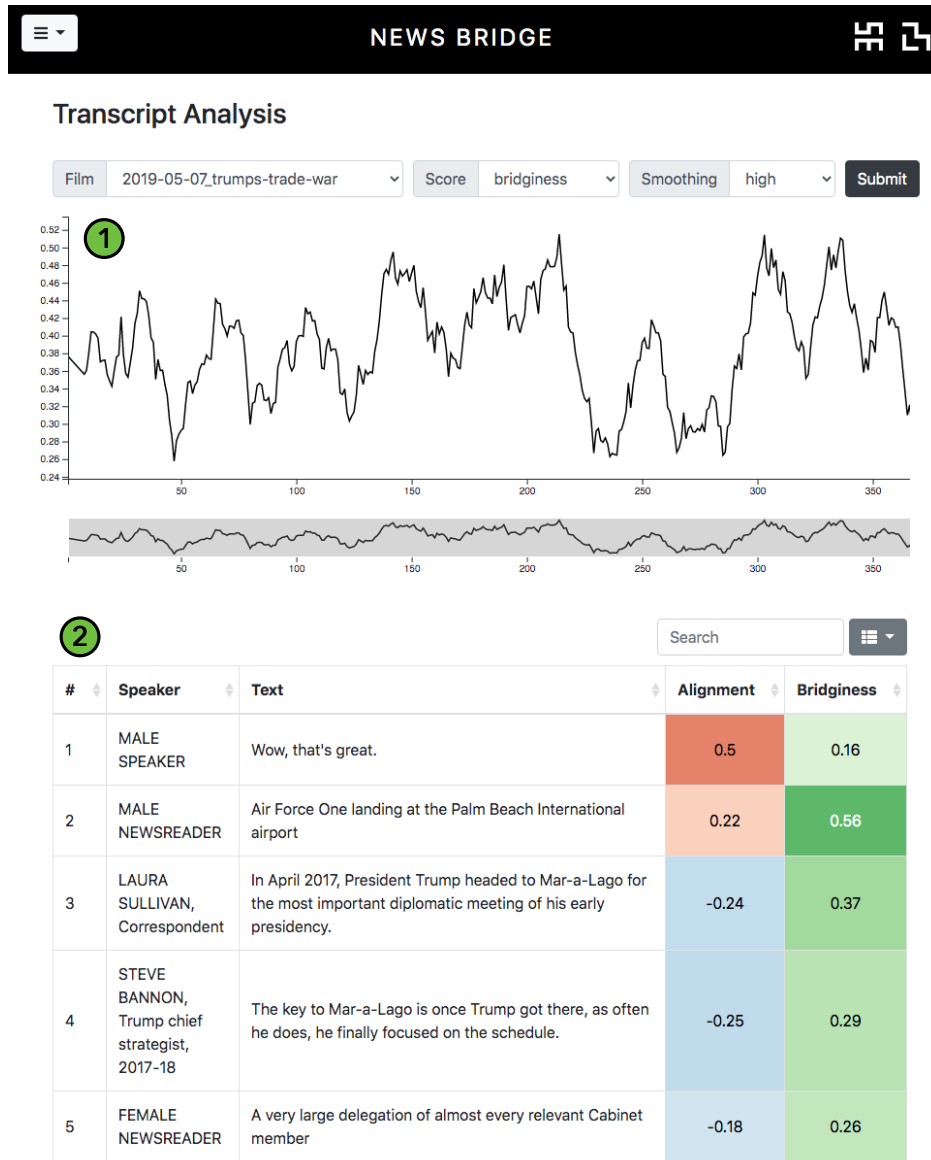 NEWS BRIDGE
Transcript Analysis
Film 2019-05-07_trumps-trade-war Score bridginess Smoothing high Submit
1
0.52
0.50
0.48
0.46
0.44
0.42
0.40
0.38
0.36
0.34
0.32
0.30
0.28
0.26
0.24
50 100 150 200 250 300 350
50 100 150 200 250 300 350
2
Search
# Speaker Text Alignment Bridginess
1 MALE SPEAKER Wow, that's great. 0.5 0.16
2 MALE NEWSREADER Air Force One landing at the Palm Beach International airport 0.22 0.56
3 LAURA SULLIVAN, Correspondent In April 2017, President Trump headed to Mar-a-Lago for the most important diplomatic meeting of his early presidency. -0.24 0.37
4 STEVE BANNON, Trump chief strategist, 2017-18 The key to Mar-a-Lago is once Trump got there, as often he does, he finally focused on the schedule. -0.25 0.29
5 FEMALE NEWSREADER A very large delegation of almost every relevant Cabinet member -0.18 0.26